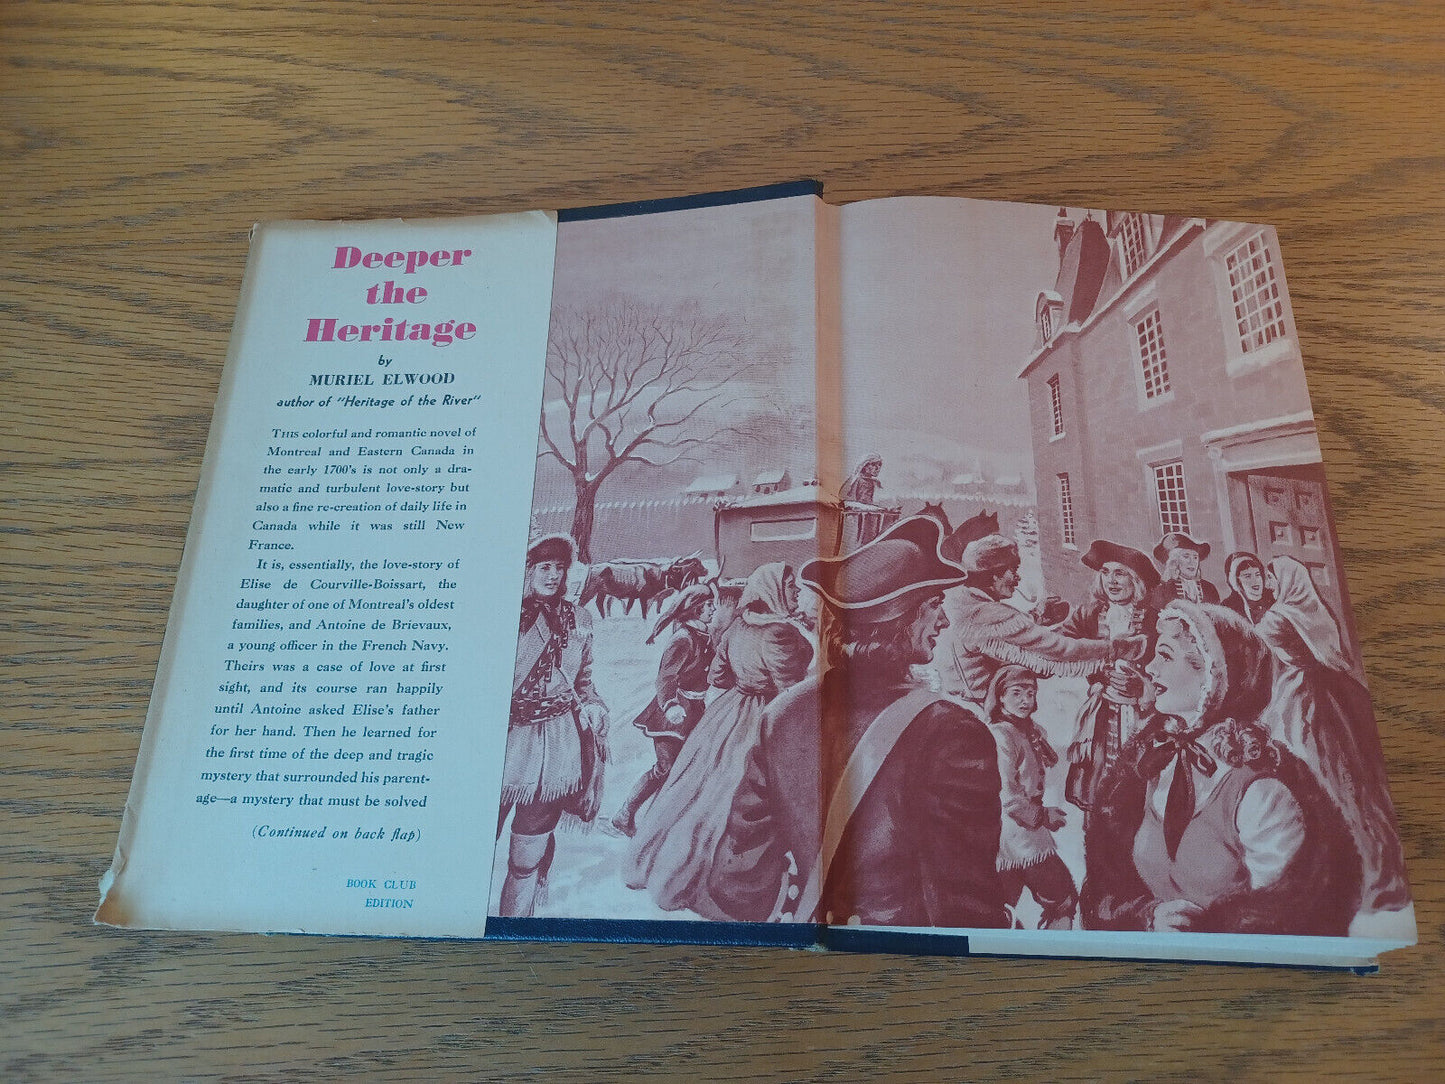 Deeper
the
Heritage
by
MURIEL ELWOOD
author of "Heritage of the River"
THIS colorful and romantic novel of
Montreal and Eastern Canada in
the early 1700's is not only a dra-
matic and turbulent love-story but
also a fine re-creation of daily life in
Canada while it was still New
France.
It is, essentially, the love-story of
Elise de Courville-Boissart, the
daughter of one of Montreal's oldest
families, and Antoine de Brievaux,
a young officer in the French Navy.
Theirs was a case of love at first
sight, and its course ran happily
until Antoine asked Elise's father
for her hand. Then he learned for
the first time of the deep and tragic
mystery that surrounded his parent-
age—a mystery that must be solved
(Continued on back flap)
BOOK CLUB
EDITION